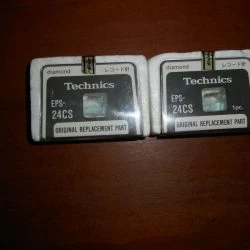 diamond レコード針
Technics
EPS-
24CS
1pc.
ORIGINAL REPLACEMENT PART
diamond レコード針
Technics
EPS-
24CS
1pc.
ORIGINAL REPLACEMENT PART